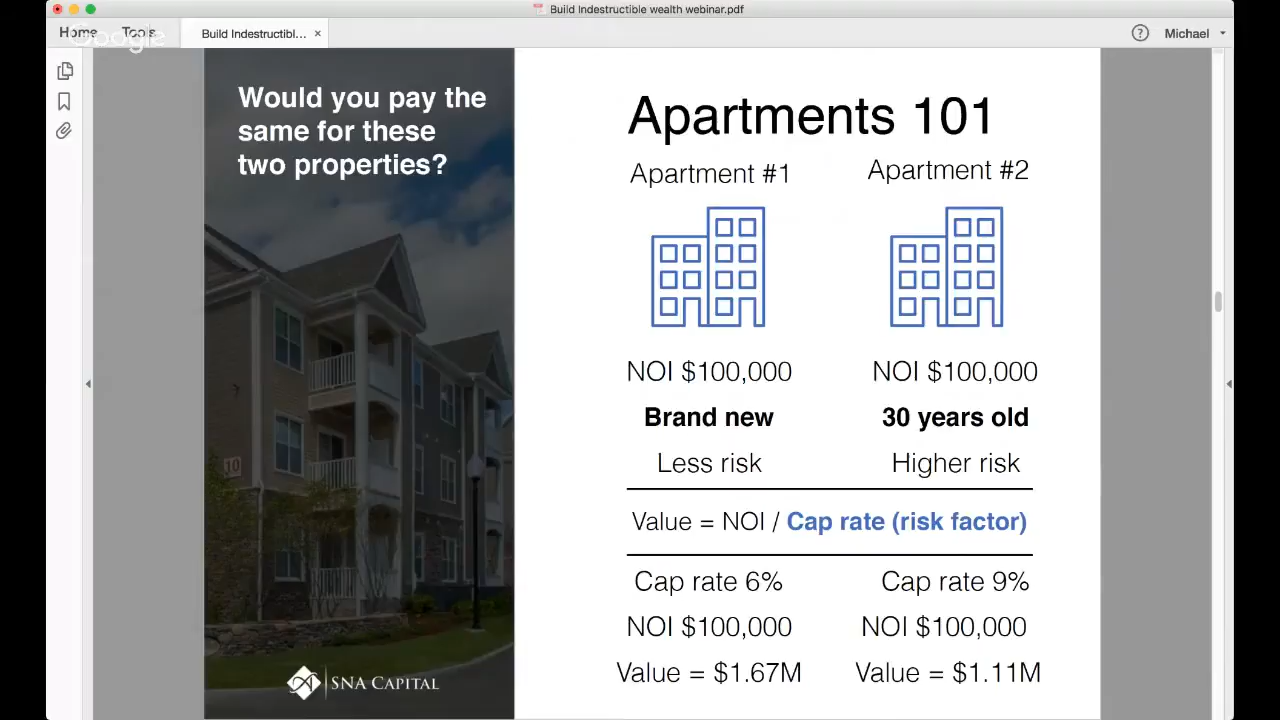 Build Indestructible wealth webinar.pdf
Home Tools Build Indestructibl... × ? Michael
Google
Would you pay the
same for these
two properties?
10
SNA CAPITAL
Apartments 101
Apartment #1 Apartment #2
NOI $100,000 NOI $100,000
Brand new 30 years old
Less risk Higher risk
Value = NOI / Cap rate (risk factor)
Cap rate 6% Cap rate 9%
NOI $100,000 NOI $100,000
Value = $1.67M Value = $1.11M